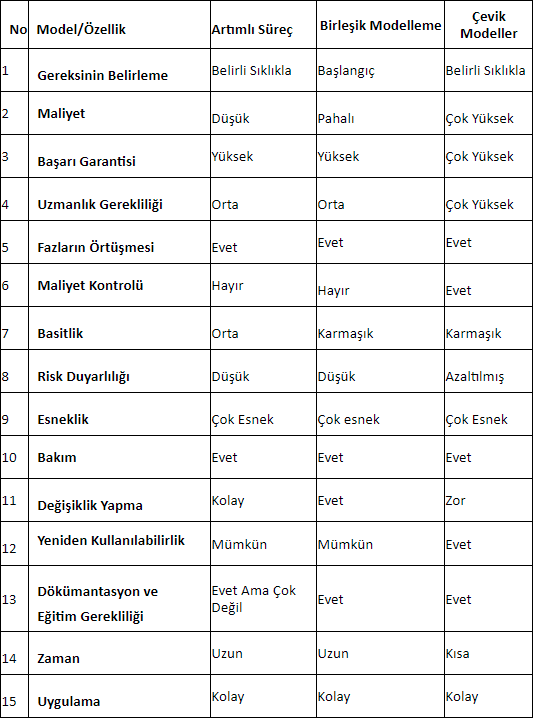 No Model/Özellik Artımlı Süreç Birleşik Modelleme Çevik
Modeller
1 Gereksinin Belirleme Belirli Sıklıkla Başlangıç Belirli Sıklıkla
2 Maliyet Düşük Pahalı Çok Yüksek
3 Başarı Garantisi Yüksek Yüksek Çok Yüksek
4 Uzmanlık Gerekliliği Orta Orta Çok Yüksek
5 Fazların Örtüşmesi Evet Evet Evet
6 Maliyet Kontrolü Hayır Hayır Evet
7 Basitlik Orta Karmaşık Karmaşık
8 Risk Duyarlılığı Düşük Düşük Azaltılmış
9 Esneklik Çok Esnek Çok esnek Çok Esnek
10 Bakım Evet Evet Evet
11 Değişiklik Yapma Kolay Evet Zor
12 Yeniden Kullanılabilirlik Mümkün Mümkün Evet
13 Dökümantasyon ve
Eğitim Gerekliliği Evet Ama Çok
Değil Evet Evet
14 Zaman Uzun Uzun Kısa
15 Uygulama Kolay Kolay Kolay